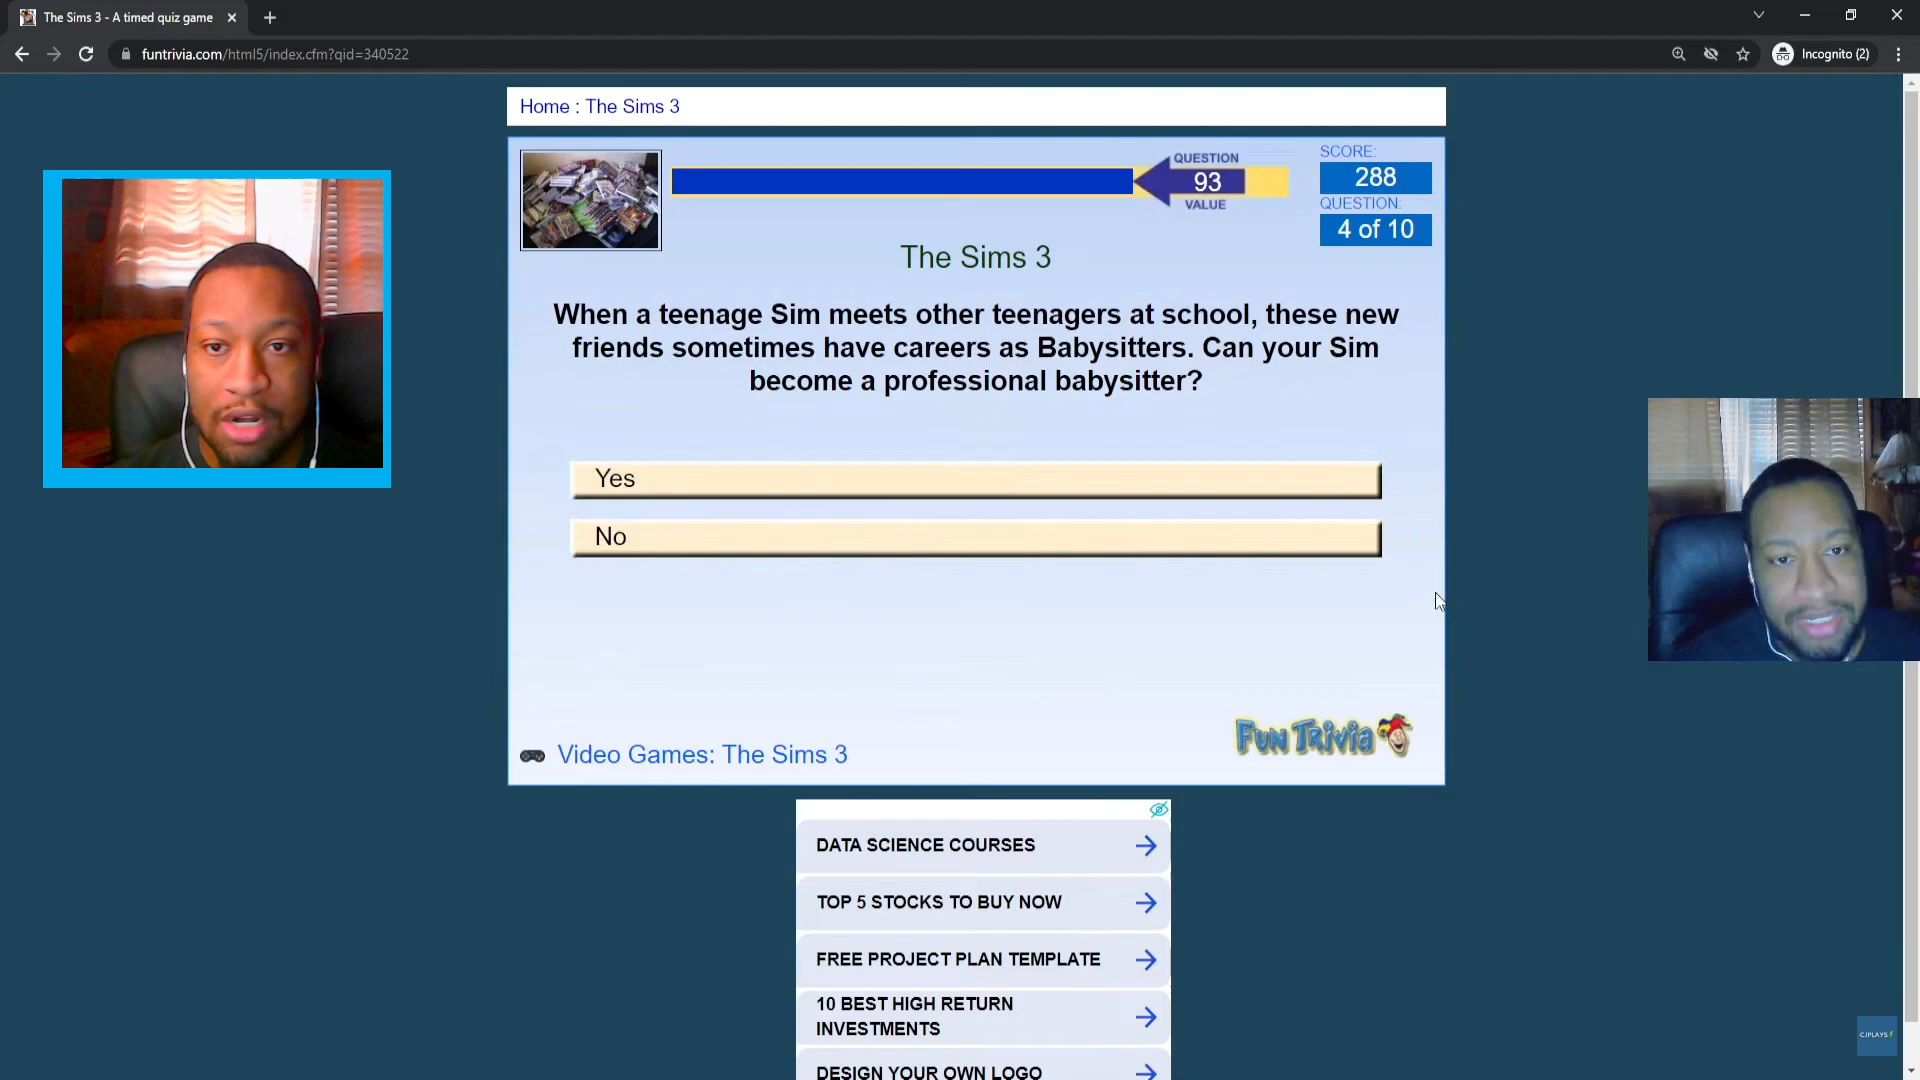 The Sims 3 - A timed quiz game
funtrivia.com/html5/index.cfm?qid=340522
Incognito (2)
Home : The Sims 3
QUESTION
93
VALUE
SCORE:
288
QUESTION:
4 of 10
The Sims 3
When a teenage Sim meets other teenagers at school, these new
friends sometimes have careers as Babysitters. Can your Sim
become a professional babysitter?
Yes
No
Fun Trivia
Video Games: The Sims 3
DATA SCIENCE COURSES
TOP 5 STOCKS TO BUY NOW
FREE PROJECT PLAN TEMPLATE
10 BEST HIGH RETURN
INVESTMENTS
DESIGN YOUR OWN LOGO
CJPLAYS